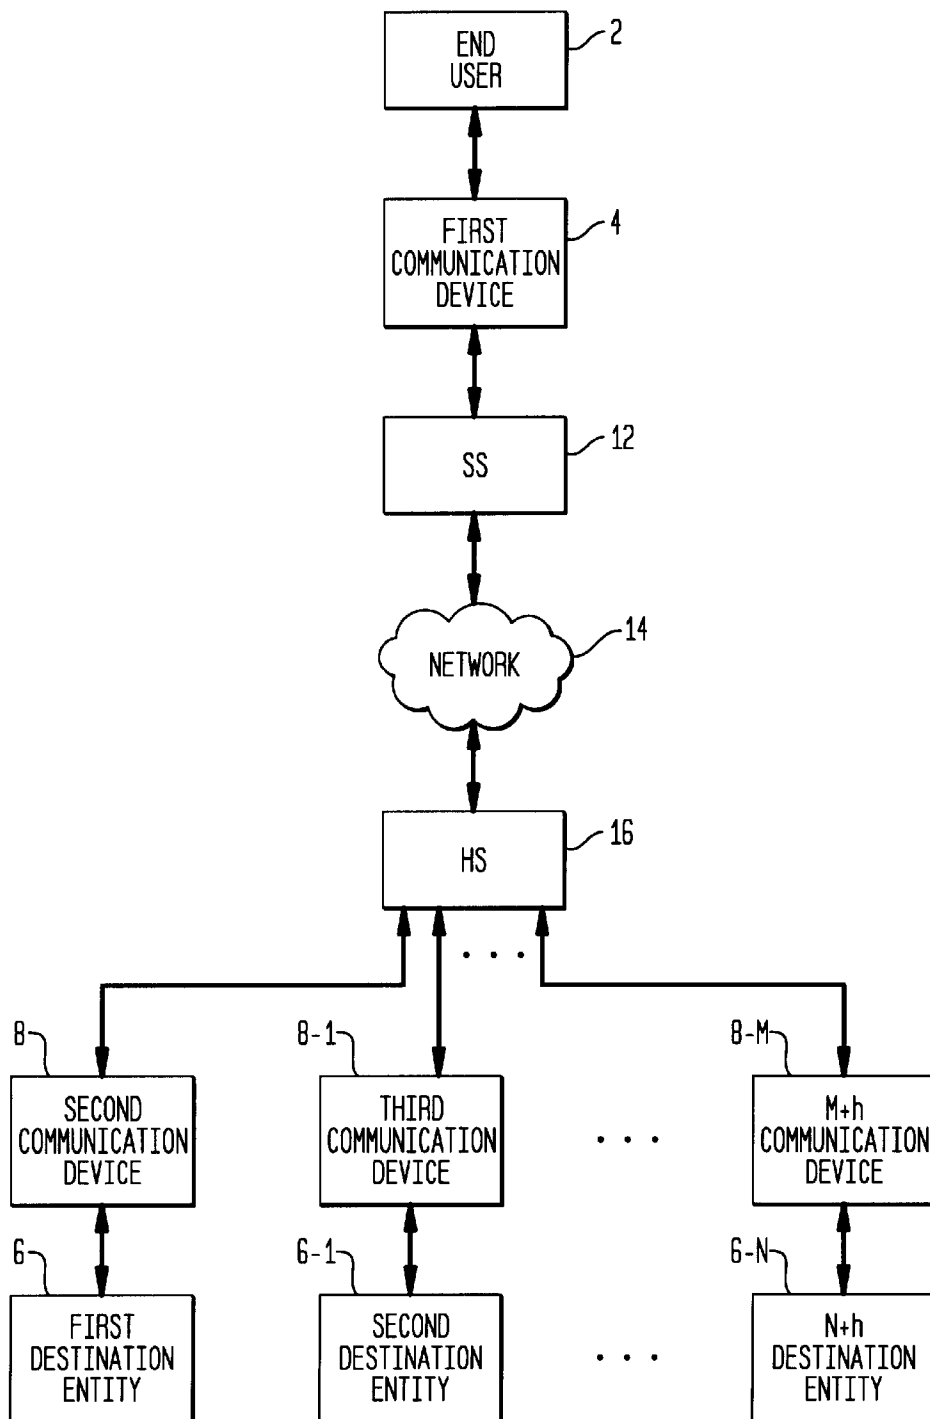 END
USER
2
FIRST
COMMUNICATION
DEVICE
4
SS
12
NETWORK
14
HS
16
8
8-1
8-M
SECOND
COMMUNICATION
DEVICE
THIRD
COMMUNICATION
DEVICE
M+h
COMMUNICATION
DEVICE
6
6-1
6-N
FIRST
DESTINATION
ENTITY
SECOND
DESTINATION
ENTITY
N+h
DESTINATION
ENTITY